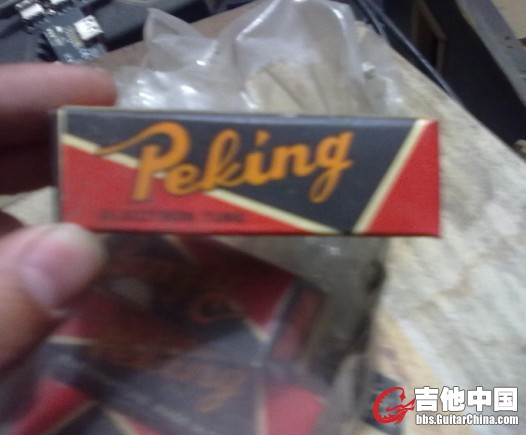 Peking
ELECTRON TUBE
吉他中国
bbs.GuitarChina.com